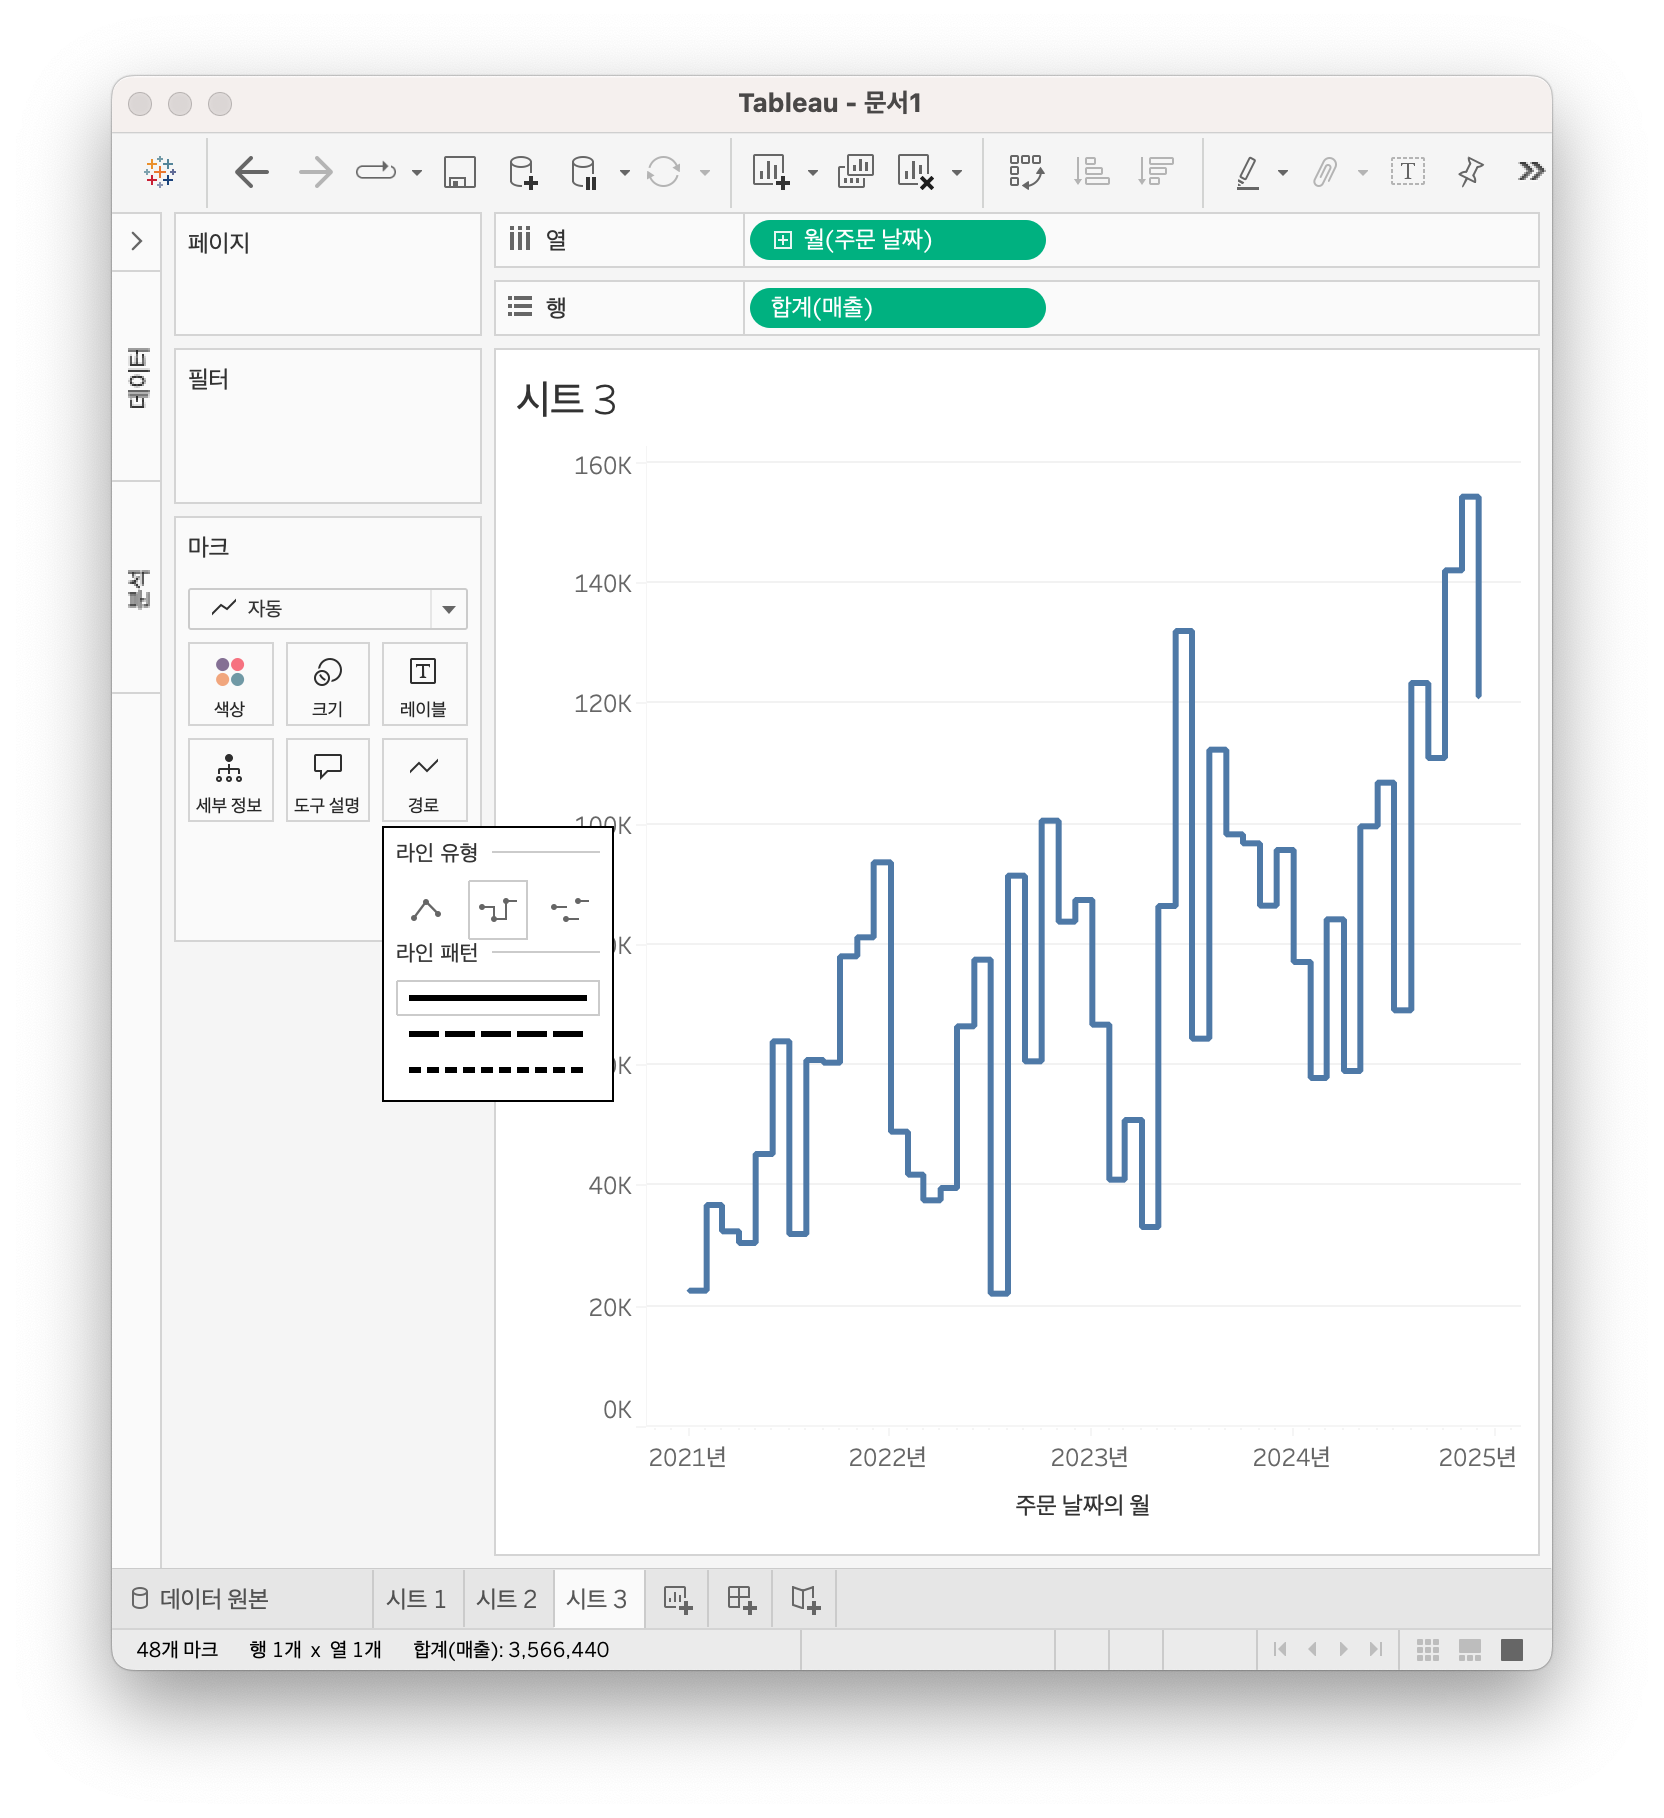 Tableau - 문서1
페이지
열
월(주문 날짜)
행
합계(매출)
데이터
분석
필터
마크
자동
색상
크기
레이블
세부 정보
도구 설명
경로
라인 유형
라인 패턴
시트 3
160K
140K
120K
100K
0K
0K
40K
20K
0K
2021년
2022년
2023년
2024년
2025년
주문 날짜의 월
데이터 원본
시트 1
시트 2
시트 3
48개 마크
행 1개 x 열 1개
합계(매출): 3,566,440